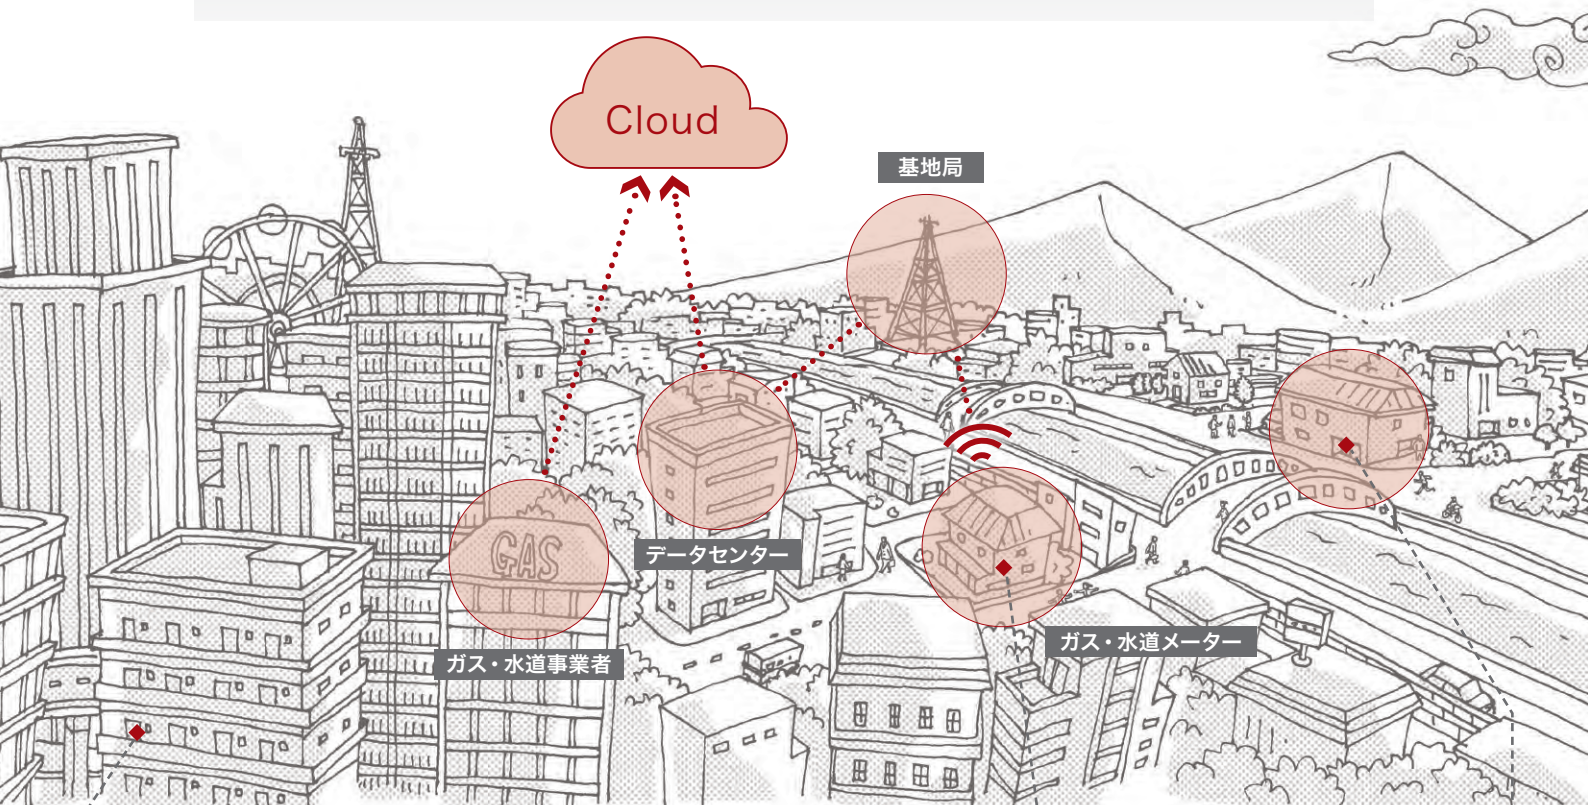 Cloud
基地局
データセンター
GAS
ガス・水道メーター
ガス・水道事業者